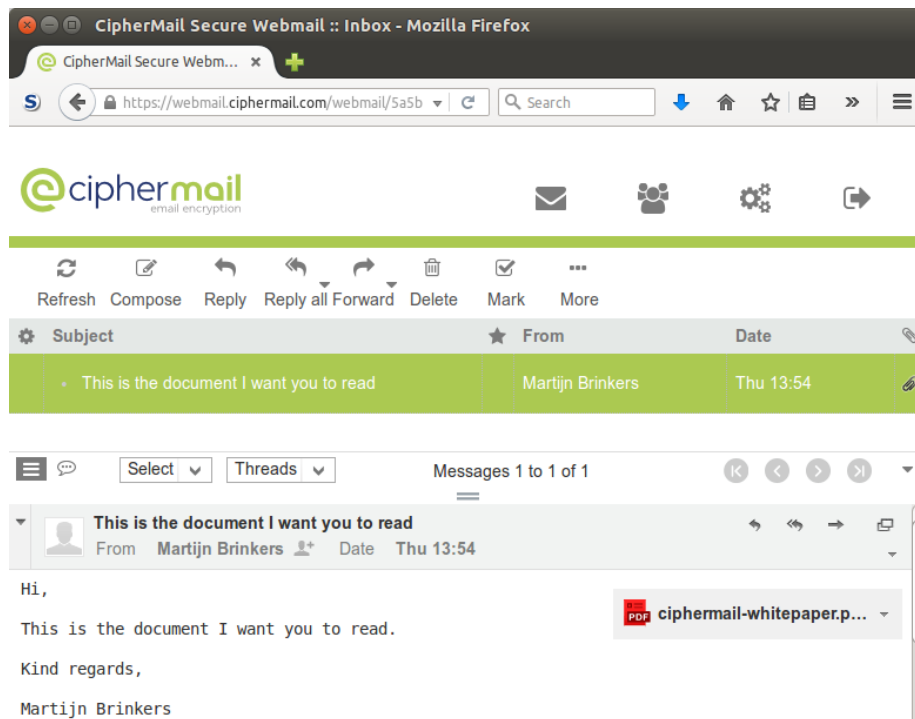 CipherMail Secure Webmail :: Inbox - Mozilla Firefox
CipherMail Secure Webm...
S https://webmail.ciphermail.com/webmail/5a5b Search
ciphermail
email encryption
Refresh Compose Reply Reply all Forward Delete Mark More
Subject From Date
This is the document I want you to read Martijn Brinkers Thu 13:54
Select Threads Messages 1 to 1 of 1
This is the document I want you to read
From Martijn Brinkers Date Thu 13:54
Hi,
PDF ciphermail-whitepaper.p...
This is the document I want you to read.
Kind regards,
Martijn Brinkers